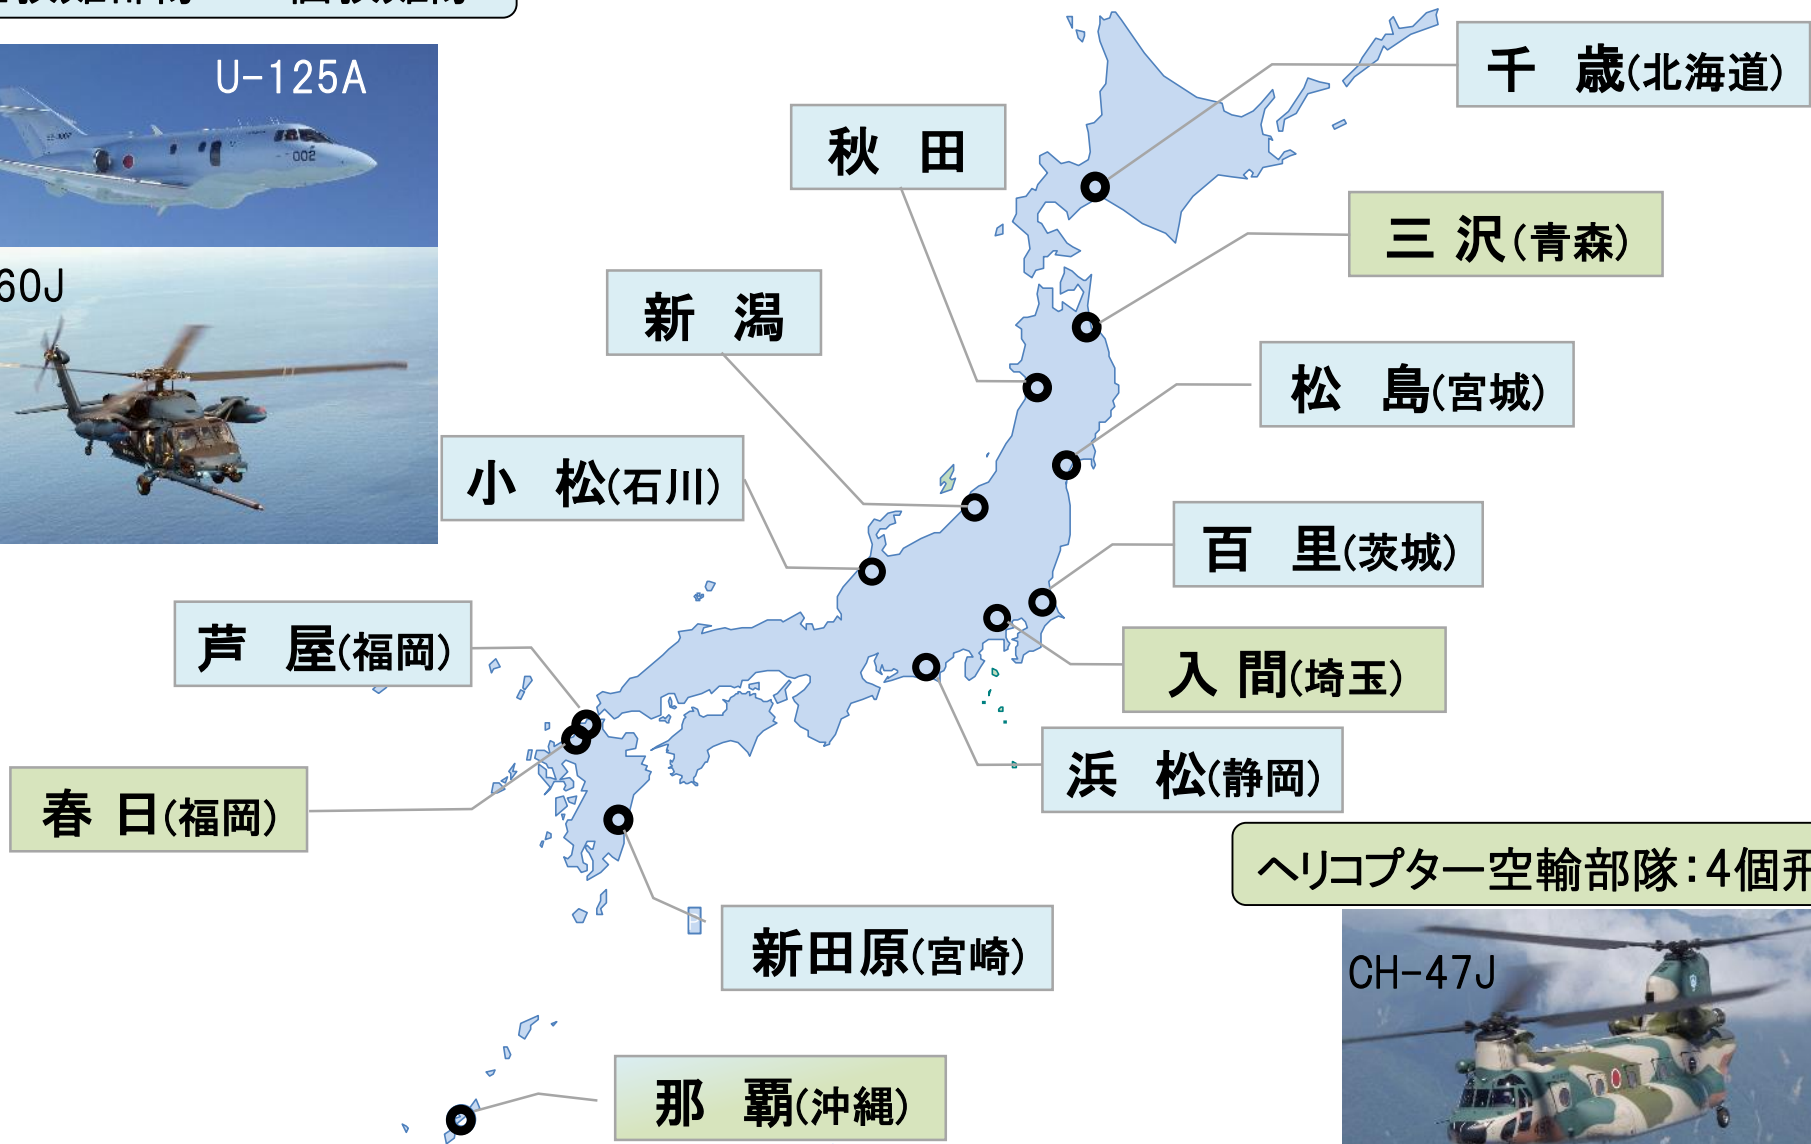 U-125A
60J
千 歳(北海道)
秋 田
三 沢(青森)
新 潟
松 島(宮城)
小 松(石川)
百 里(茨城)
芦 屋(福岡)
入 間(埼玉)
浜 松(静岡)
春 日(福岡)
ヘリコプター空輸部隊:4個飛
新田原(宮崎)
CH-47J
那 覇(沖縄)
002